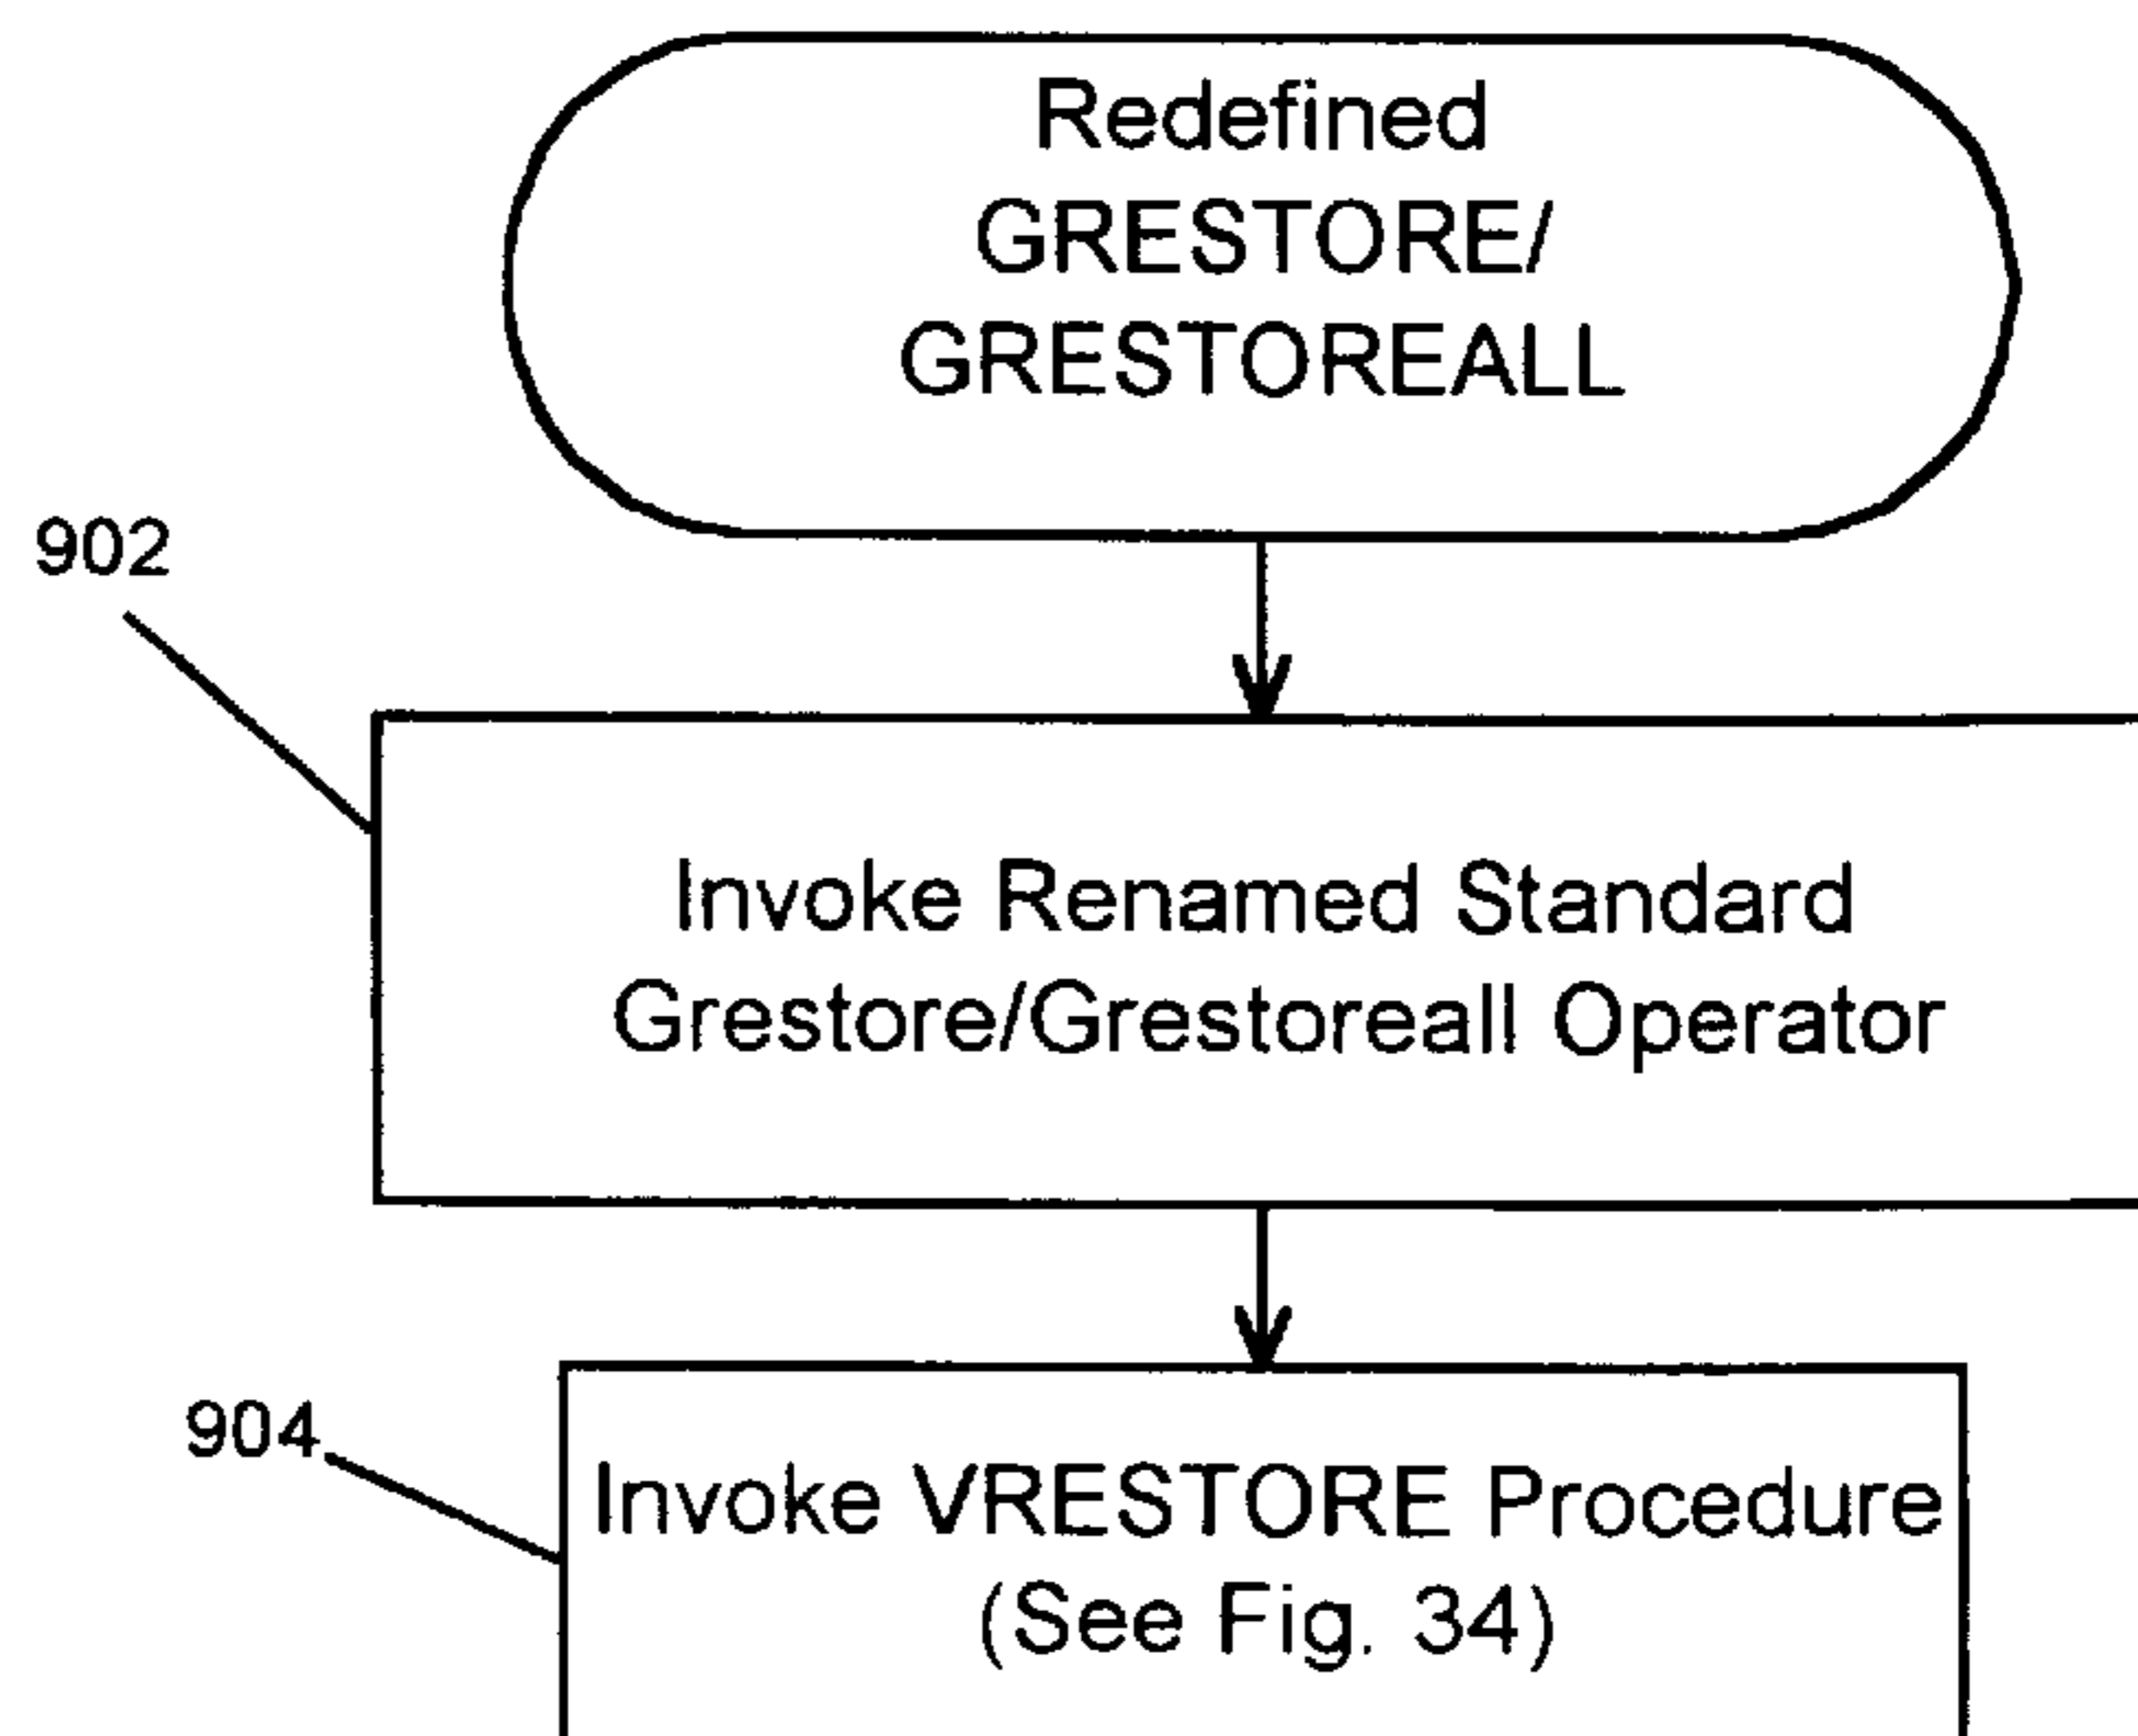 Redefined
GRESTORE/
GRESTOREALL
902
Invoke Renamed Standard
Grestore/Grestoreall Operator
904
Invoke VRESTORE Procedure
(See Fig. 34)